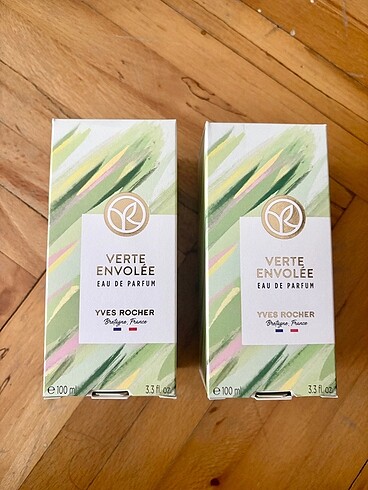 VERTE
ENVOLÉE
EAU DE PARFUM
YVES ROCHER
Bretagne, France
℮ 100 ml
3.3 fl. oz
VERTE
ENVOLÉE
EAU DE PARFUM
YVES ROCHER
Bretagne, France
℮ 100 ml
3.3 fl. oz